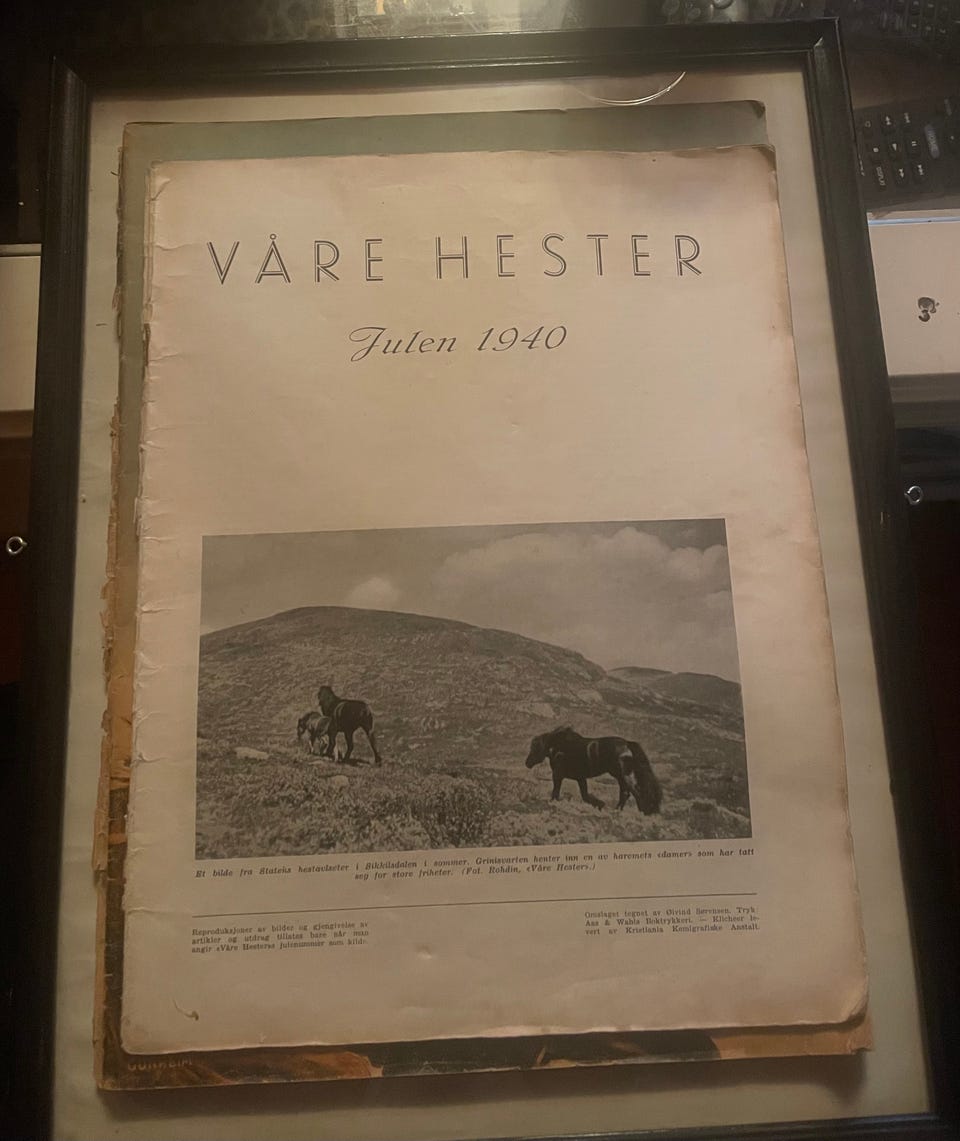 VÅRE HESTER
Julen 1940
Et bilde fra Statens hestavlseter i Sikkilsdalen i sommer. Grinisvarten henter inn en av haremets «damer» som har tatt
seg for store friheter. (Fot. Rohdin, «Våre Hester».)
Reproduksjoner av bilder og gjengivelse av
artikler og utdrag tillates bare når man
angir «Våre Hesters» julenummer som kilde.
Omslaget tegnet av Øivind Sørensen. Tryk:
Aas & Wahls Boktrykkeri. — Klicheer le-
vert av Kristiania Kemigrafiske Anstalt.